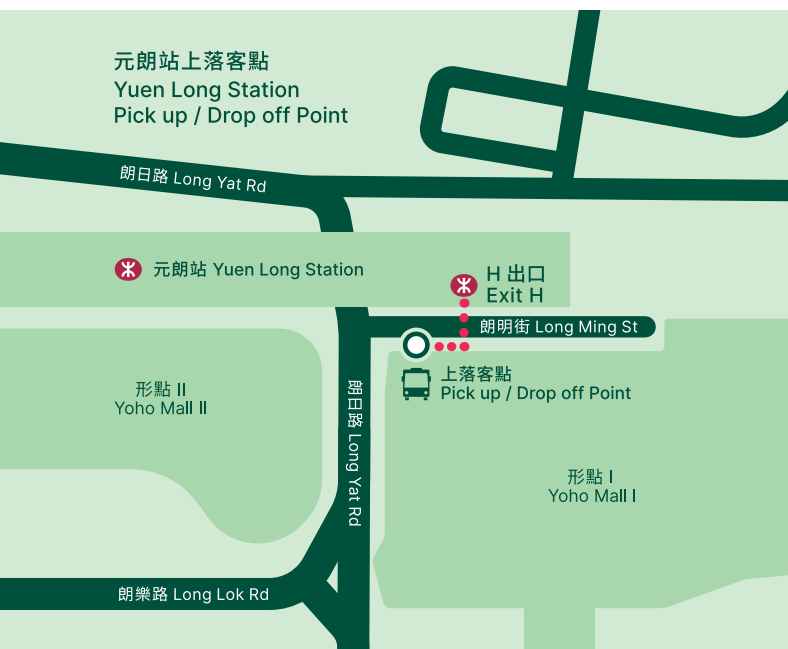 元朗站上落客點
Yuen Long Station
Pick up / Drop off Point
朗日路 Long Yat Rd
元朗站 Yuen Long Station
H 出口
Exit H
朗明街 Long Ming St
上落客點
Pick up / Drop off Point
形點 II
Yoho Mall II
朗日路 Long Yat Rd
形點 I
Yoho Mall I
朗樂路 Long Lok Rd